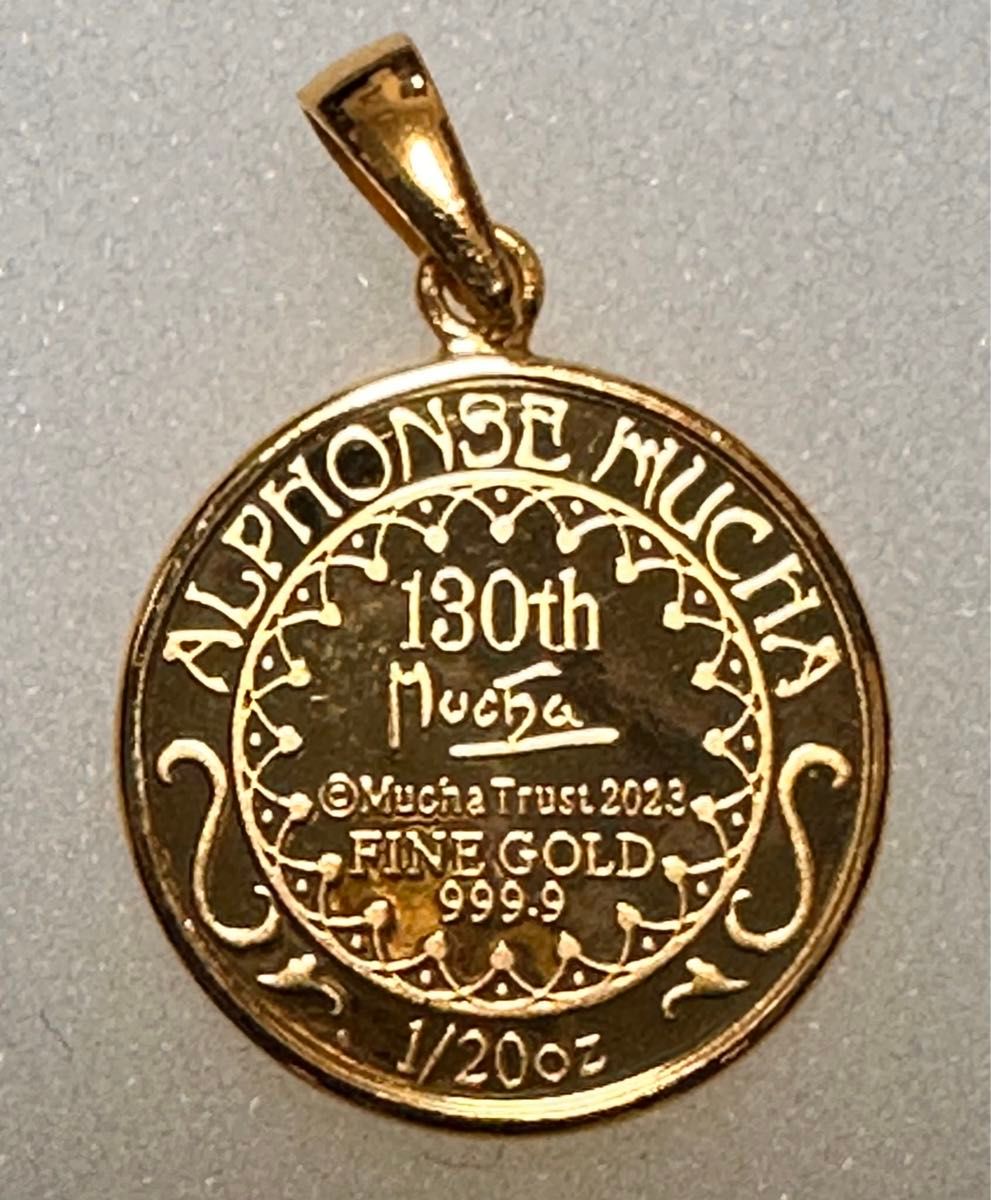 ALPHONSE MUCHA
130th
Mucha
©Mucha Trust 2023
FINE GOLD
999.9
1/20oz